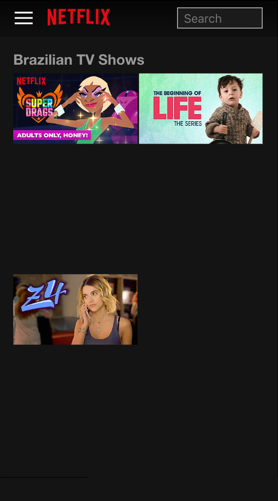 NETFLIX
Search
Brazilian TV Shows
NETFLIX
SUPER
DRAGS
ADULTS ONLY, HONEY!
THE BEGINNING OF
LIFE
THE SERIES
Z4